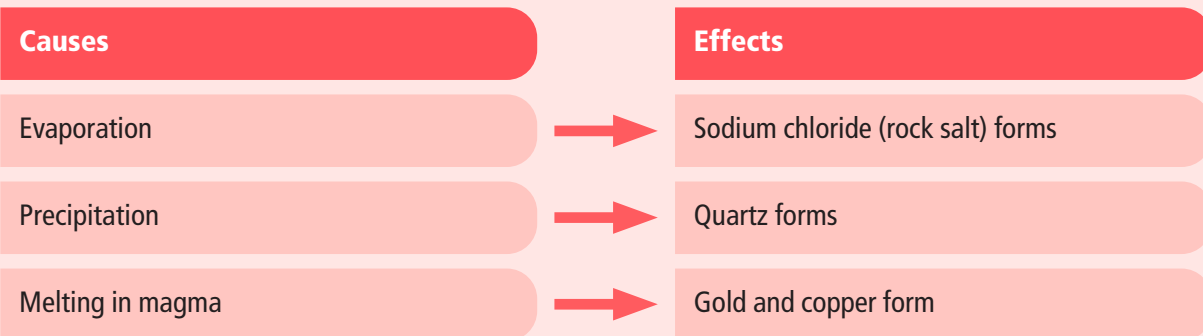 Causes
Effects
Evaporation
Sodium chloride (rock salt) forms
Precipitation
Quartz forms
Melting in magma
Gold and copper form